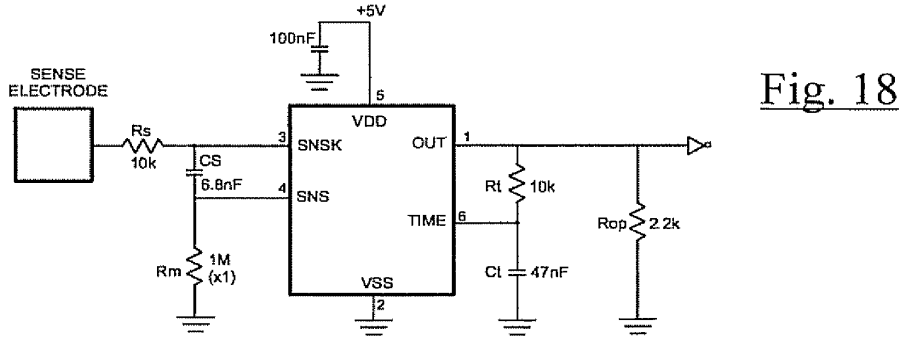 +5V
100nF
SENSE
ELECTRODE
Fig. 18
5
VDD
Rs
10k
3
SNSK
OUT
1
CS
6.8nF
4
SNS
Rt
10k
TIME
6
Rop
2.2k
Rm
1M
(x1)
Ct
47nF
VSS
2